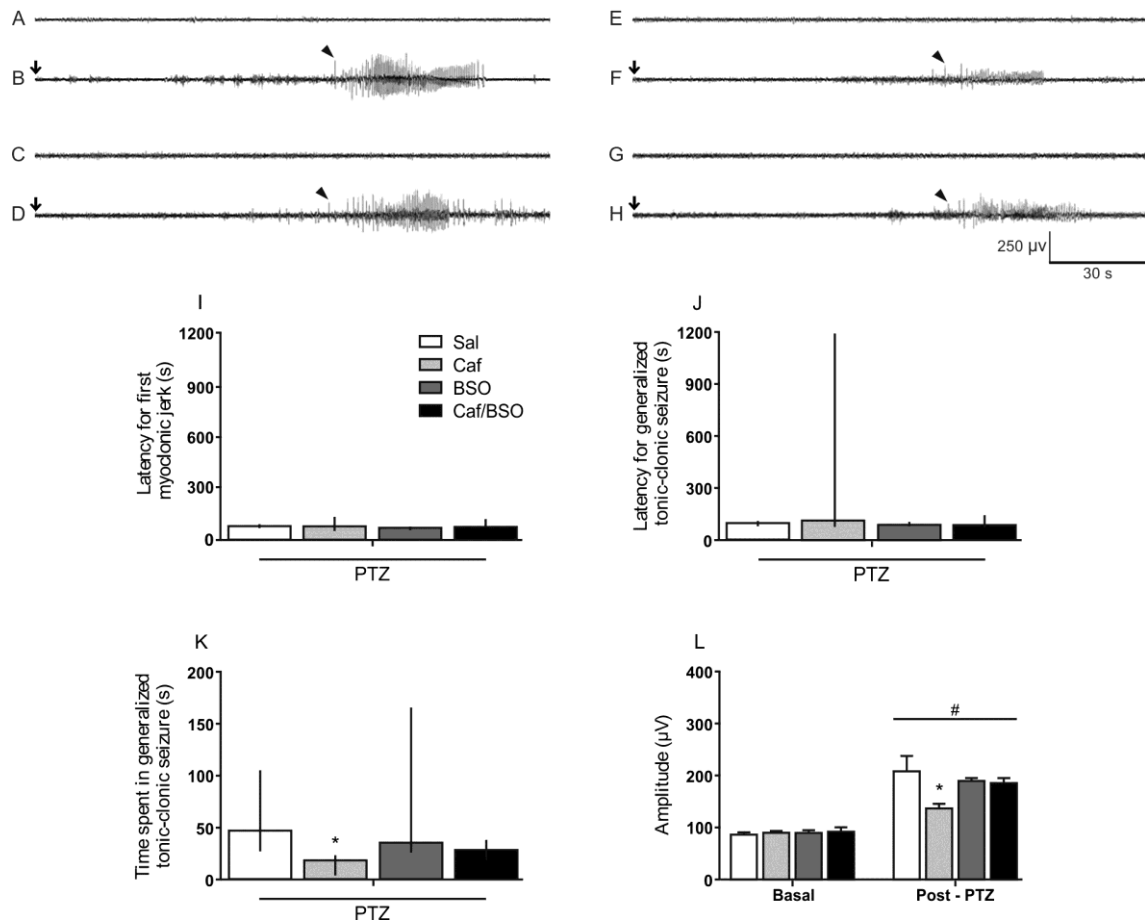 A
B
C
D
E
F
G
H
250 µv
30 s
I
1200
900
600
300
0
Latency for first
myoclonic jerk (s)
Sal
Caf
BSO
Caf/BSO
PTZ
J
1200
900
600
300
0
Latency for generalized
tonic-clonic seizure (s)
PTZ
K
200
150
100
50
0
Time spent in generalized
tonic-clonic seizure (s)
*
PTZ
L
400
300
200
100
0
Amplitude (µV)
#
*
Basal
Post - PTZ